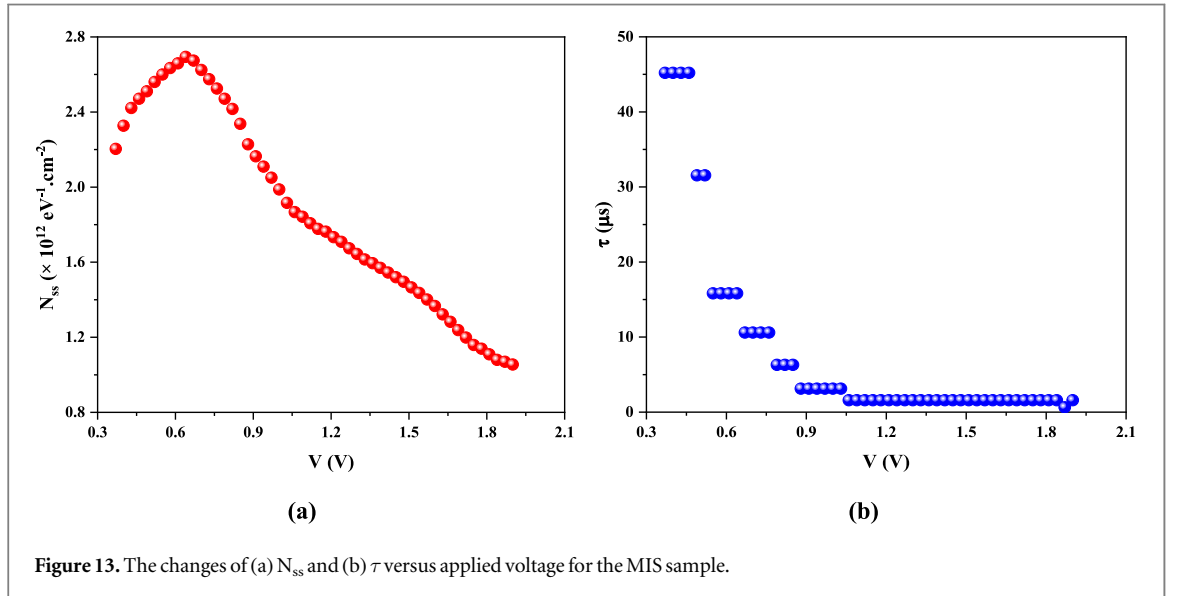 2.8
2.4
2.0
1.6
1.2
0.8
N_ss (× 10^12 eV^-1.cm^-2)
0.3 0.6 0.9 1.2 1.5 1.8 2.1
V (V)
(a)
50
40
30
20
10
0
τ (μs)
0.3 0.6 0.9 1.2 1.5 1.8 2.1
V (V)
(b)
Figure 13. The changes of (a) N_ss and (b) τ versus applied voltage for the MIS sample.